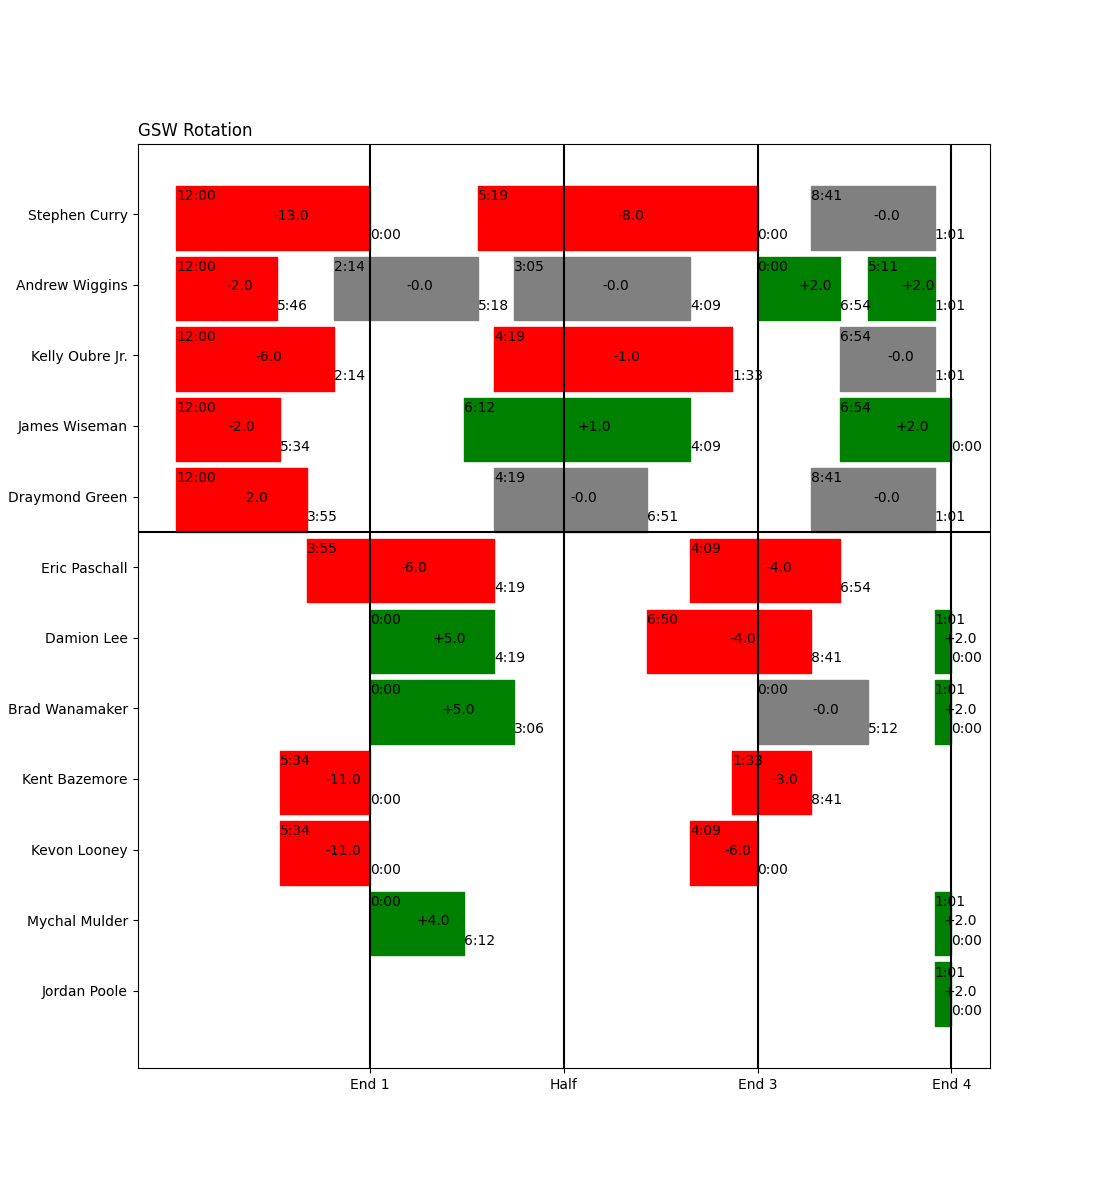 GSW Rotation
Stephen Curry 12:00 -13.0 0:00 5:19 -8.0 0:00 8:41 -0.0 1:01
Andrew Wiggins 12:00 -2.0 5:46 2:14 -0.0 5:18 3:05 -0.0 4:09 0:00 +2.0 6:54 5:11 +2.0 1:01
Kelly Oubre Jr. 12:00 -6.0 2:14 4:19 -1.0 1:33 6:54 -0.0 1:01
James Wiseman 12:00 -2.0 5:34 6:12 +1.0 4:09 6:54 +2.0 0:00
Draymond Green 12:00 -2.0 3:55 4:19 -0.0 6:51 8:41 -0.0 1:01
Eric Paschall 3:55 -6.0 4:19 4:09 -4.0 6:54
Damion Lee 0:00 +5.0 4:19 6:50 -4.0 8:41 1:01 +2.0 0:00
Brad Wanamaker 0:00 +5.0 3:06 0:00 -0.0 5:12 1:01 +2.0 0:00
Kent Bazemore 5:34 -11.0 0:00 1:33 -3.0 8:41
Kevon Looney 5:34 -11.0 0:00 4:09 -6.0 0:00
Mychal Mulder 0:00 +4.0 6:12 1:01 +2.0 0:00
Jordan Poole 1:01 +2.0 0:00
End 1 Half End 3 End 4